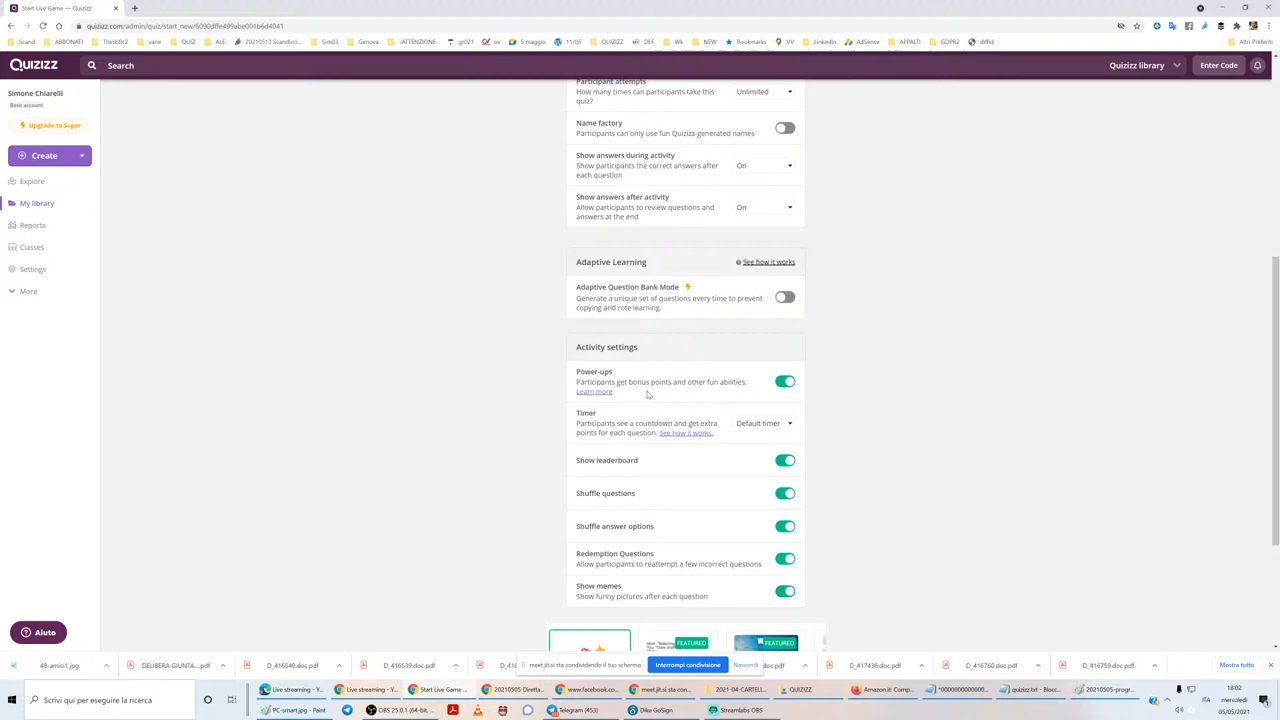 Start Live Game — Quizizz
quizizz.com/admin/quiz/start_new/6090dffe499abe001b6d4041
Scand
ABBONATI
Thinkific2
vane
QUIZ
ALE
20210513 Scandicci...
Sim03
Genova
-ATTENZIONE-
gr021
ov
5 maggio
11/05
QUIZIZZ
DEF
Wk
NEW
Bookmarks
VV
LinkedIn
AdSense
APPALTI
GDPR2
diffid
Altri Preferiti
QUIZIZZ
Search
Quizizz library
Enter Code
Simone Chiarelli
Basic account
Upgrade to Super
Create
Explore
My library
Reports
Classes
Settings
More
Aiuto
Participant attempts
How many times can participants take this
quiz?
Unlimited
Name factory
Participants can only use fun Quizizz-generated names
Show answers during activity
Show participants the correct answers after
each question
On
Show answers after activity
Allow participants to review questions and
answers at the end
On
Adaptive Learning
See how it works
Adaptive Question Bank Mode
Generate a unique set of questions every time to prevent
copying and rote learning.
Activity settings
Power-ups
Participants get bonus points and other fun abilities.
Learn more
Timer
Participants see a countdown and get extra
points for each question. See how it works.
Default timer
Show leaderboard
Shuffle questions
Shuffle answer options
Redemption Questions
Allow participants to reattempt a few incorrect questions
Show memes
Show funny pictures after each question
FEATURED
FEATURED
48-amici1.jpg
DELIBERA GIUNTA....pdf
D_416540.doc.pdf
D_416539.doc.pdf
meet.jit.si sta condividendo il tuo schermo.
Interrompi condivisione
Nascondi
doc.pdf
D_417436.doc.pdf
D_416760.doc.pdf
D_416759.doc.pdf
Mostra tutto
Scrivi qui per eseguire la ricerca
Live streaming - Y...
Live streaming - Y...
Start Live Game ...
20210505 Dirett...
www.facebook.co...
meet.jit.si sta con...
2021-04-CARTELL...
QUIZIZZ
Amazon.it: Comp...
quizizz.txt - Blocc...
20210505-progr...
PC-smart.jpg - Paint
OBS 25.0.1 (64-bit, ...
Telegram (453)
Dike GoSign
Streamlabs OBS
ITA
18:02
mercoledì
05/05/2021